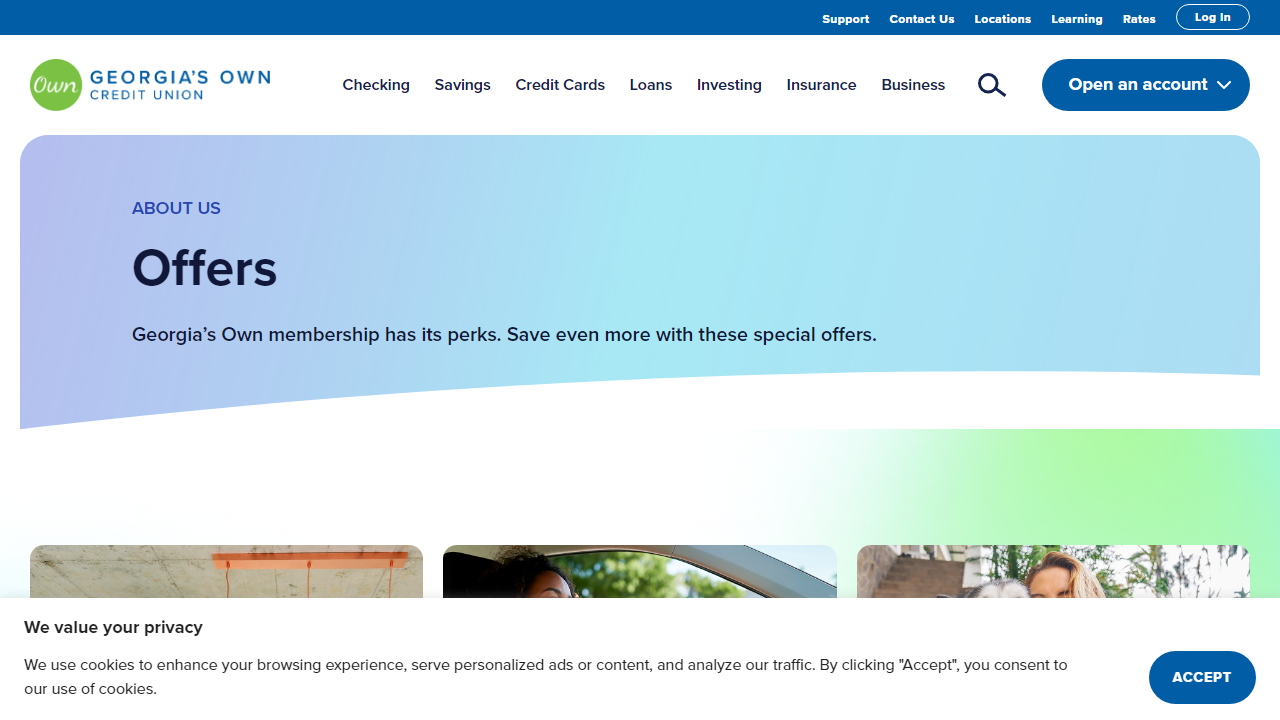 Support Contact Us Locations Learning Rates Log In
Own GEORGIA'S OWN
CREDIT UNION
Checking Savings Credit Cards Loans Investing Insurance Business Open an account
ABOUT US
Offers
Georgia’s Own membership has its perks. Save even more with these special offers.
We value your privacy
We use cookies to enhance your browsing experience, serve personalized ads or content, and analyze our traffic. By clicking "Accept", you consent to
our use of cookies.
ACCEPT